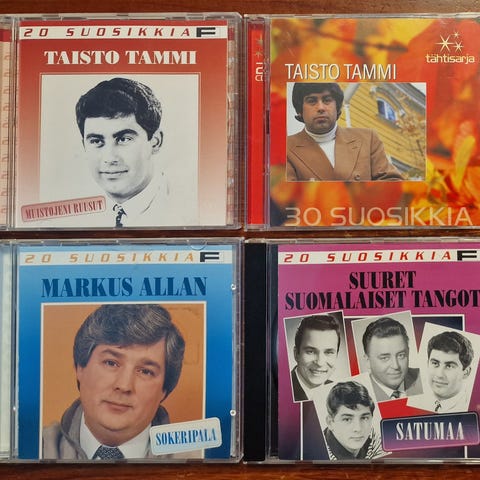 20 SUOSIKKIA F
TAISTO TAMMI
MUISTOJENI RUUSUT
tähtisarja
TAISTO TAMMI
30 SUOSIKKIA
20 SUOSIKKIA F
MARKUS ALLAN
SOKERIPALA
20 SUOSIKKIA F
SUURET
SUOMALAISET TANGOT
SATUMAA